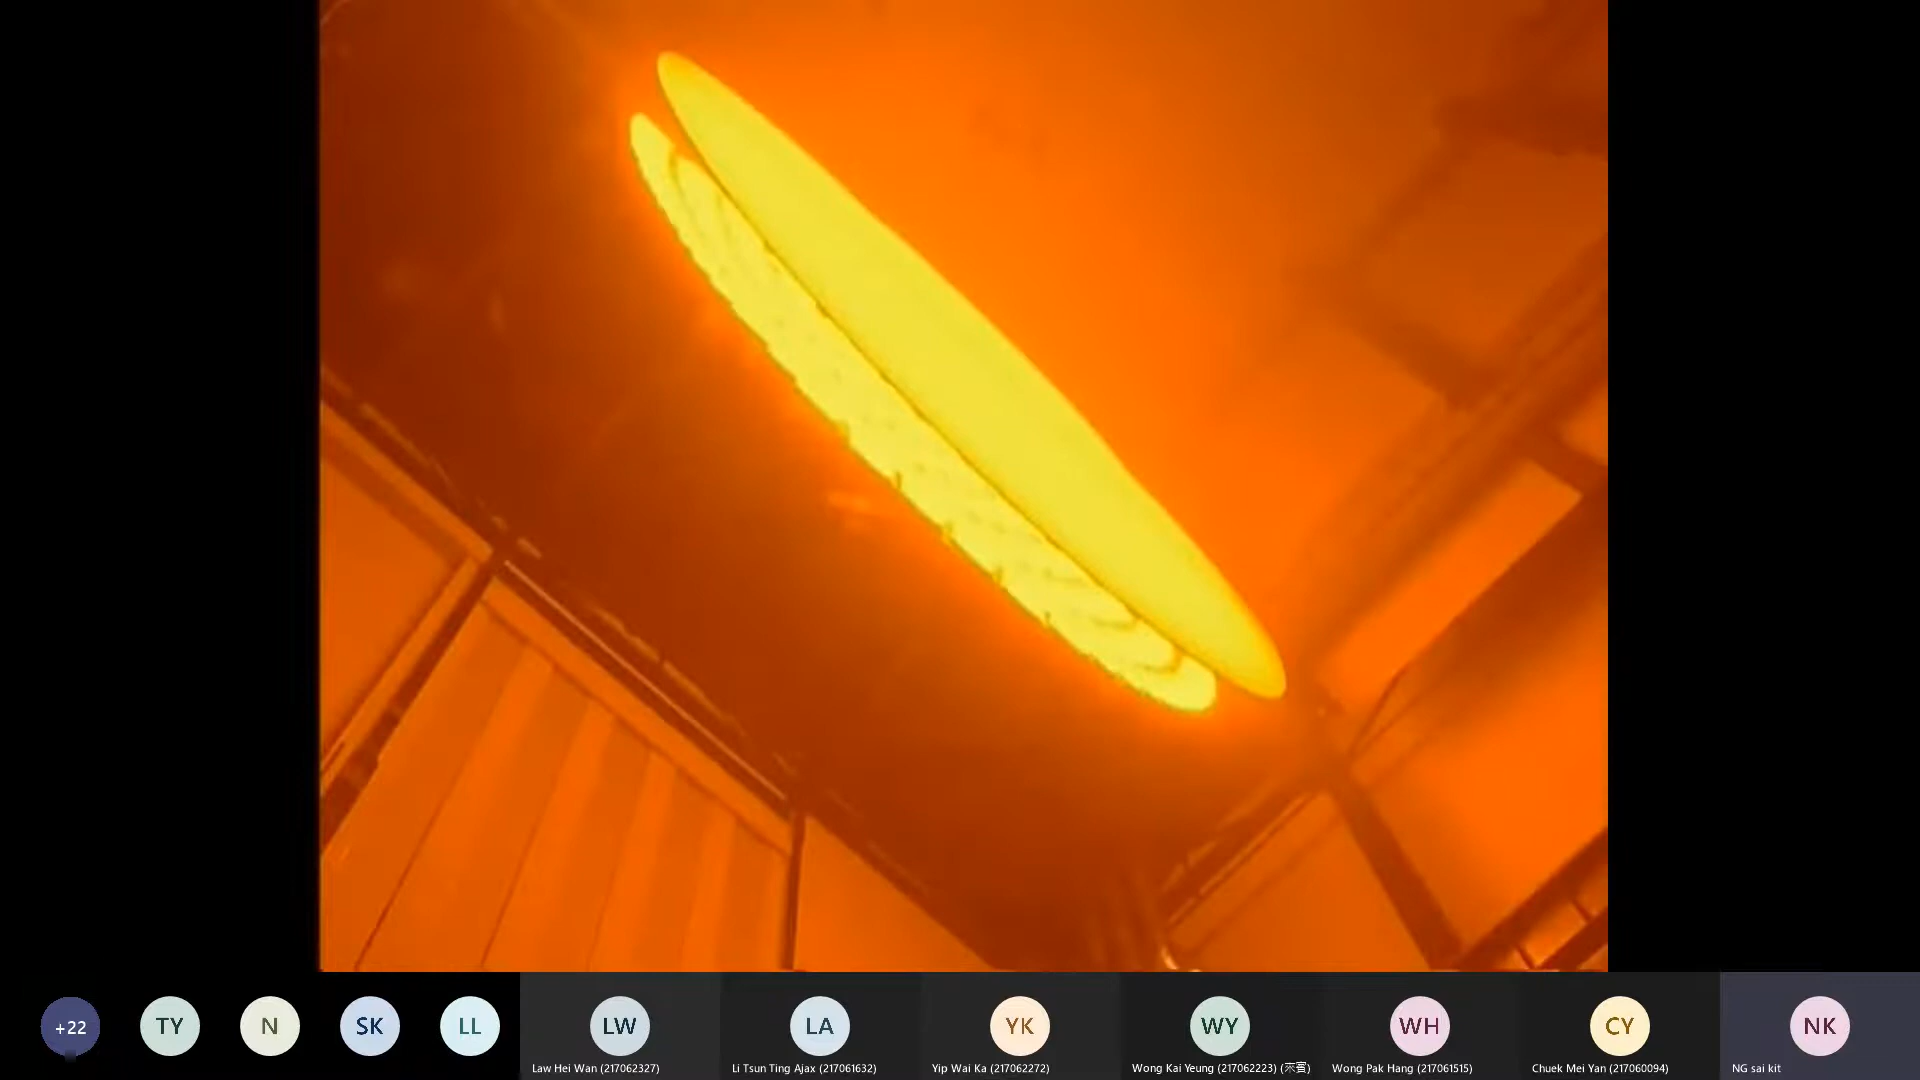 +22
TY
N
SK
LL
LW
LA
YK
WY
WH
CY
NK
Law Hei Wan (217062327)
Li Tsun Ting Ajax (217061632)
Yip Wai Ka (217062272)
Wong Kai Yeung (217062223)
Wong Pak Hang (217061515)
Chuek Mei Yan (217060094)
NG sai kit